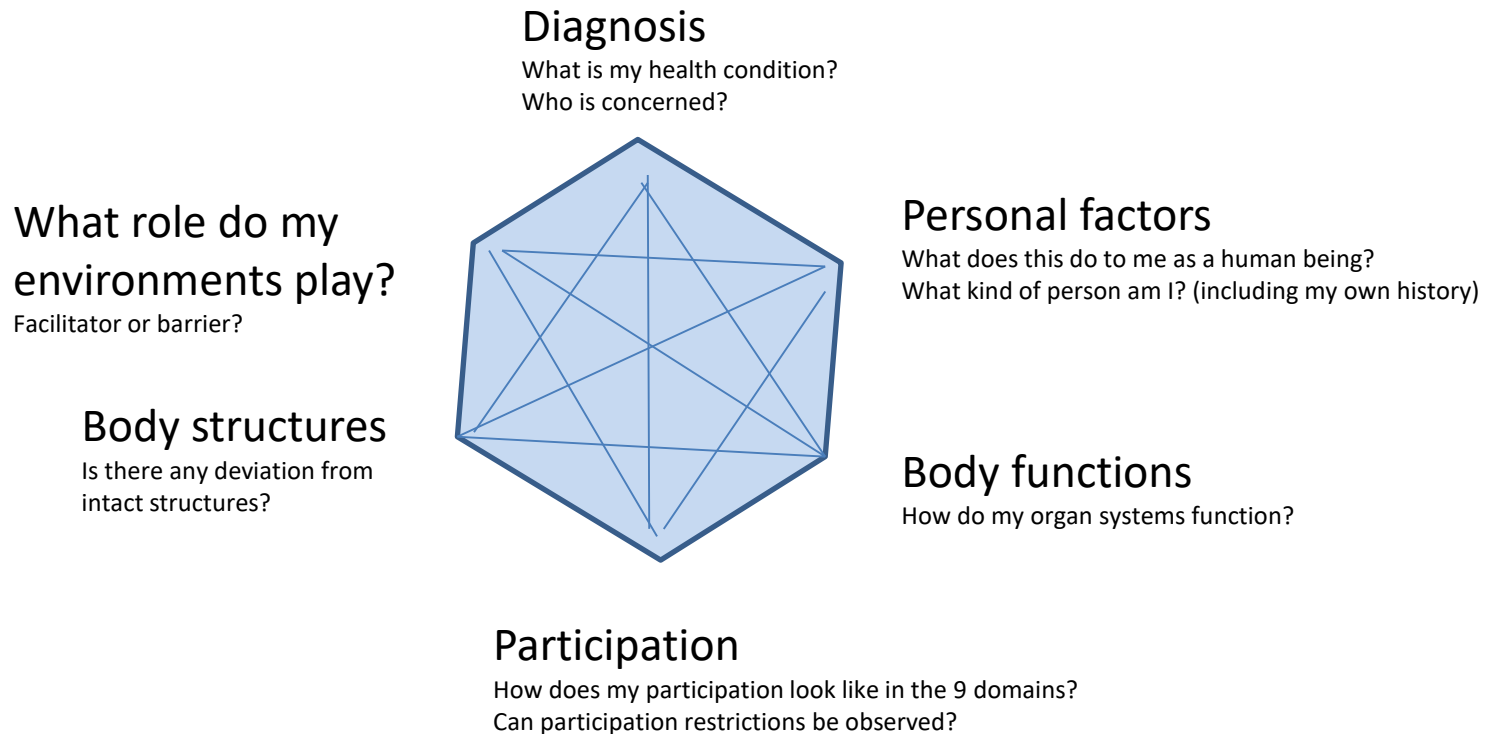 Diagnosis
What is my health condition?
Who is concerned?
What role do my
environments play?
Facilitator or barrier?
Personal factors
What does this do to me as a human being?
What kind of person am I? (including my own history)
Body structures
Is there any deviation from
intact structures?
Body functions
How do my organ systems function?
Participation
How does my participation look like in the 9 domains?
Can participation restrictions be observed?